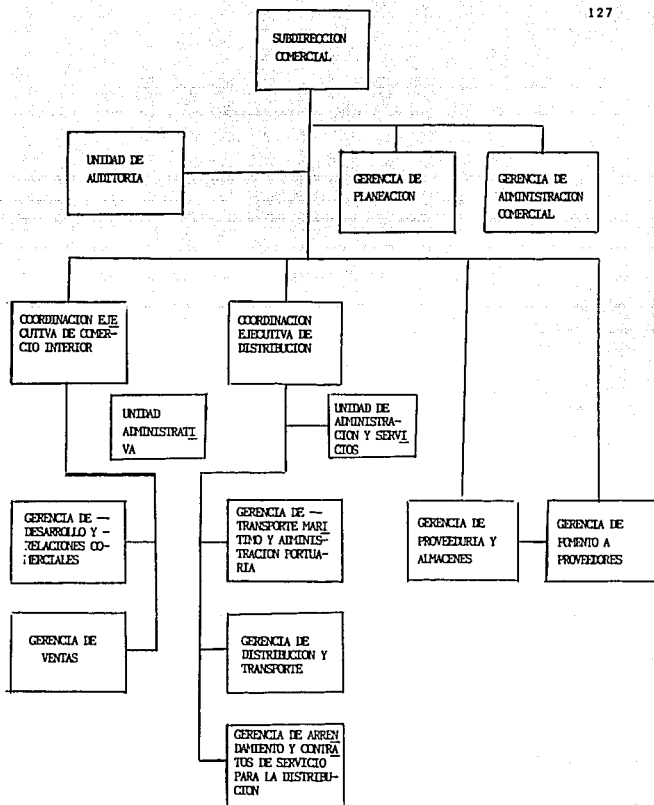 127
SUBDIRECCION
COMERCIAL
UNIDAD DE
AUDITORIA
GERENCIA DE
PLANEACION
GERENCIA DE
ADMINISTRACION
COMERCIAL
COORDINACION EJE
CUTIVA DE COMER-
CIO INTERIOR
COORDINACION
EJECUTIVA DE
DISTRIBUCION
UNIDAD
ADMINISTRATI
VA
UNIDAD DE
ADMINISTRA-
CION Y SERVI
CIOS
GERENCIA DE —
DESARROLLO Y -
RELACIONES CO-
MERCIALES
GERENCIA DE —
TRANSPORTE MARI
TIMO Y ADMINIS-
TRACION PORTUA-
RIA
GERENCIA DE
PROVEEDURIA Y
ALMACENES
GERENCIA DE
FOMENTO A
PROVEEDORES
GERENCIA DE
VENTAS
GERENCIA DE
DISTRIBUCION Y
TRANSPORTE
GERENCIA DE ARREN
DAMIENTO Y CONTRA
TOS DE SERVICIO
PARA LA DISTRIBU-
CION